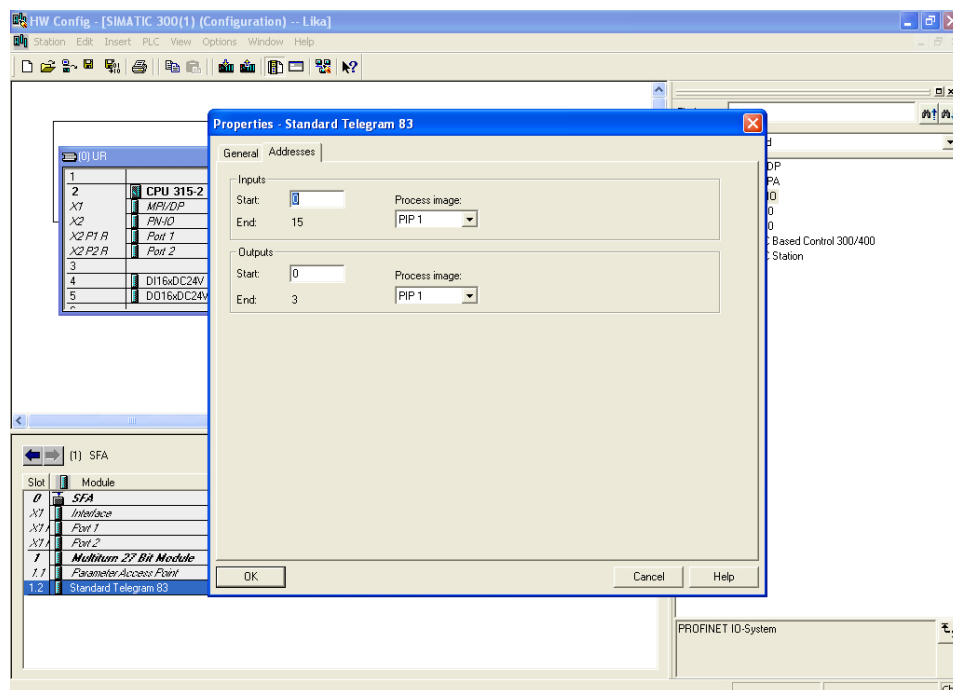 HW Config - [SIMATIC 300(1) (Configuration) -- Lika]
Station Edit Insert PLC View Options Window Help
(0) UR
1
2 CPU 315-2
X1 MPI/DP
X2 PN-IO
X2 P1 R Port 1
X2 P2 R Port 2
3
4 DI16xDC24V
5 DO16xDC24V
Properties - Standard Telegram 83
General Addresses
Inputs
Start: 0 Process image:
End: 15 PIP 1
Outputs
Start: 0 Process image:
End: 3 PIP 1
OK Cancel Help
DP
PA
IO
0
0
C Based Control 300/400
Station
(1) SFA
Slot Module
0 SFA
X1 Interface
X1 Port 1
X1 Port 2
1 Multiturn 27 Bit Module
1.1 Parameter Access Point
1.2 Standard Telegram 83
PROFINET IO-System
Ch